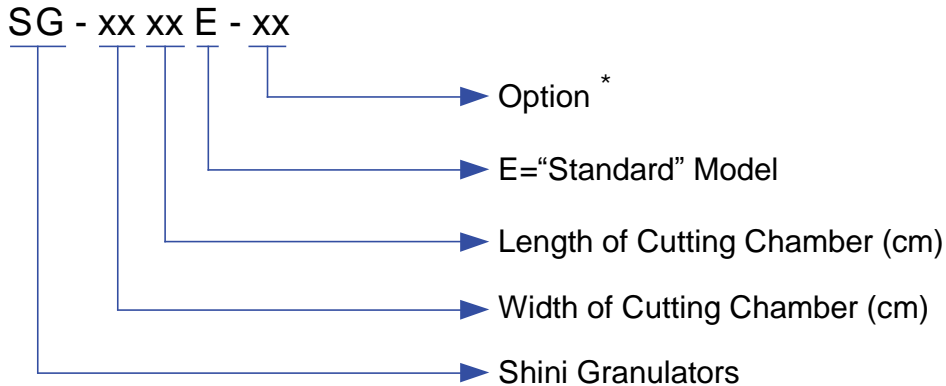 SG - xx xx E - xx
Option *
E=“Standard” Model
Length of Cutting Chamber (cm)
Width of Cutting Chamber (cm)
Shini Granulators